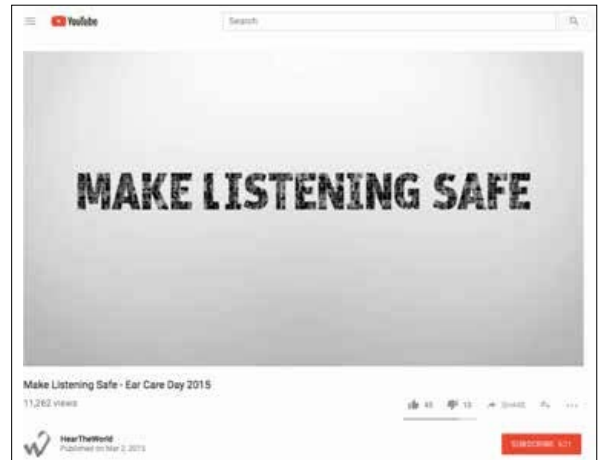 YouTube
Search
MAKE LISTENING SAFE
Make Listening Safe - Ear Care Day 2015
11,262 views
SHARE
HearTheWorld
Published on Mar 2, 2015
SUBSCRIBE